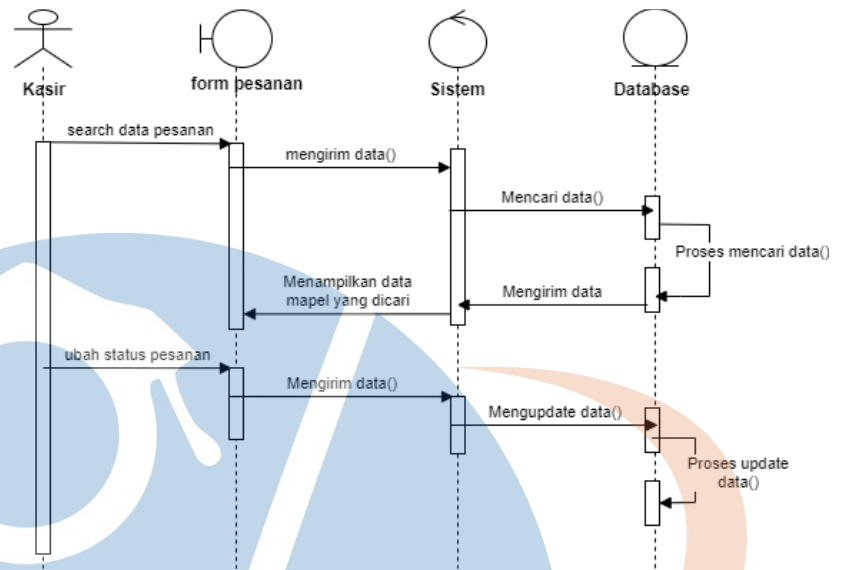 Kasir
form pesanan
Sistem
Database
search data pesanan
mengirim data()
Mencari data()
Proses mencari data()
Mengirim data
Menampilkan data
mapel yang dicari
ubah status pesanan
Mengirim data()
Mengupdate data()
Proses update
data()